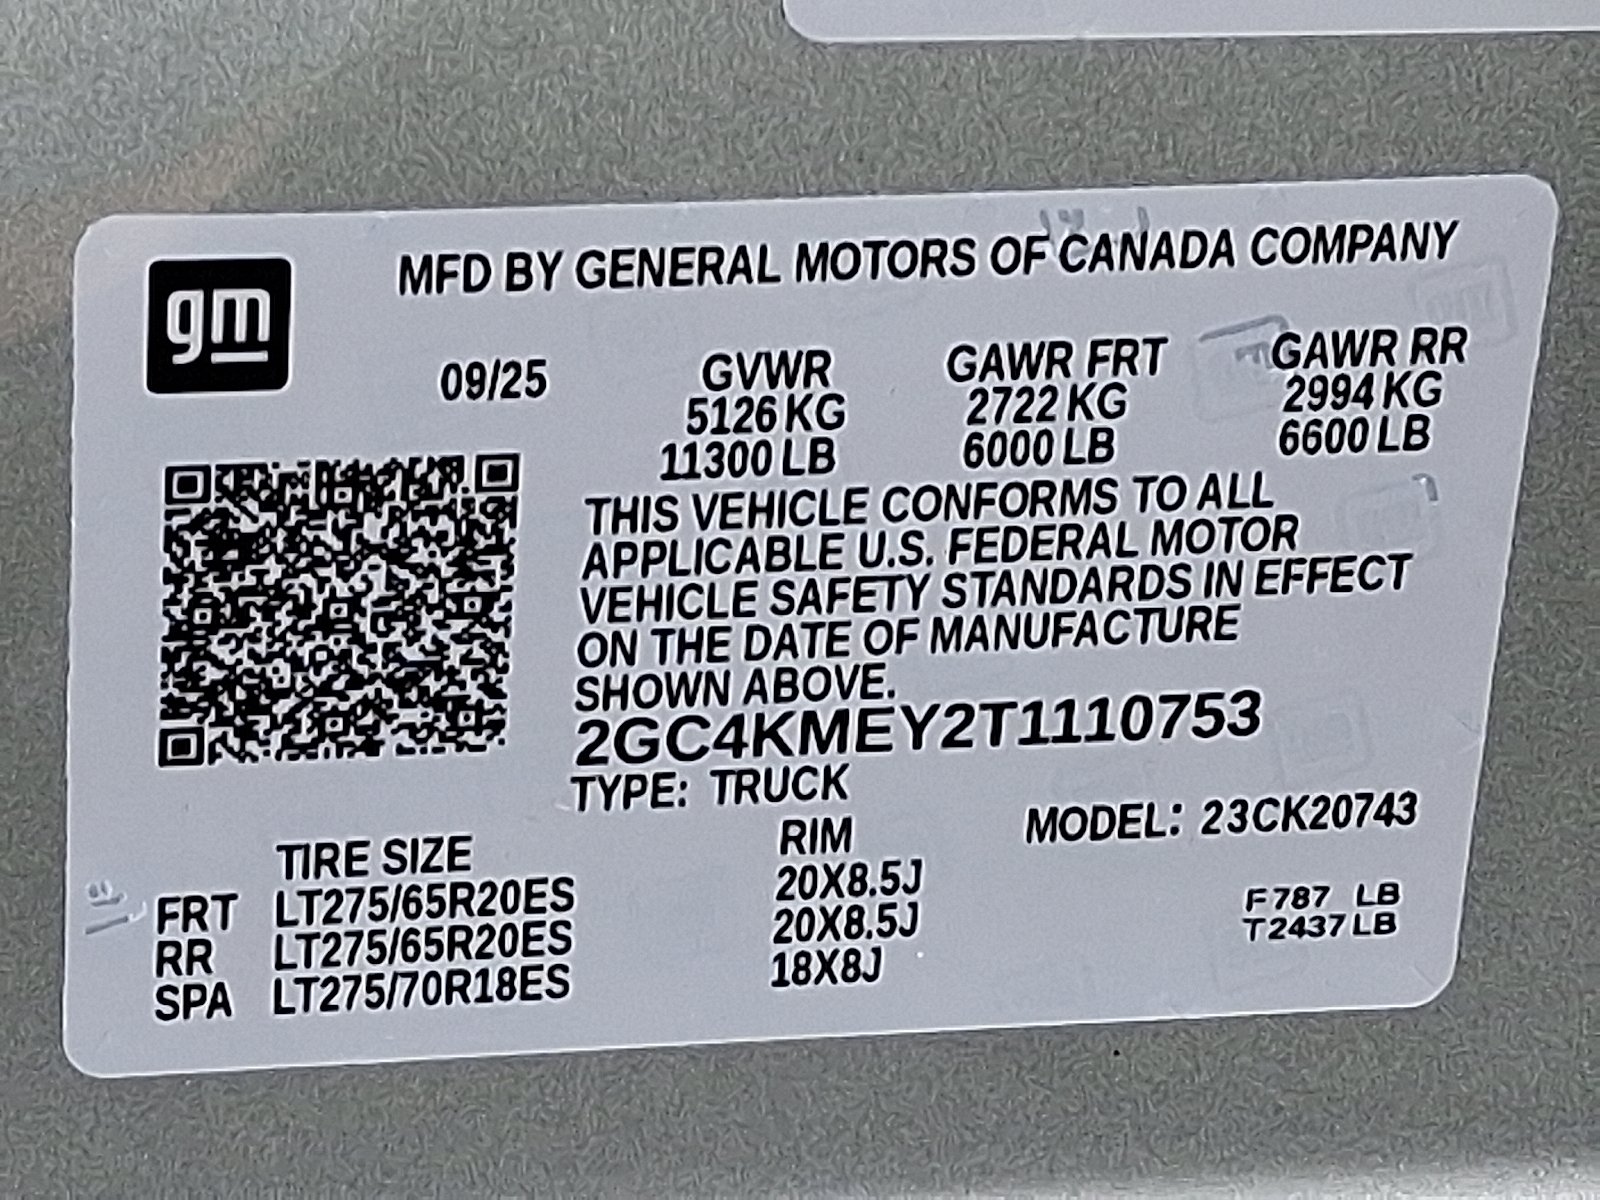 gm
MFD BY GENERAL MOTORS OF CANADA COMPANY
09/25
GVWR GAWR FRT GAWR RR
5126 KG 2722 KG 2994 KG
11300 LB 6000 LB 6600 LB
THIS VEHICLE CONFORMS TO ALL
APPLICABLE U.S. FEDERAL MOTOR
VEHICLE SAFETY STANDARDS IN EFFECT
ON THE DATE OF MANUFACTURE
SHOWN ABOVE.
2GC4KMEY2T1110753
TYPE: TRUCK
MODEL: 23CK20743
TIRE SIZE RIM
FRT LT275/65R20ES 20X8.5J
RR LT275/65R20ES 20X8.5J
SPA LT275/70R18ES 18X8J
F 787 LB
T 2437 LB